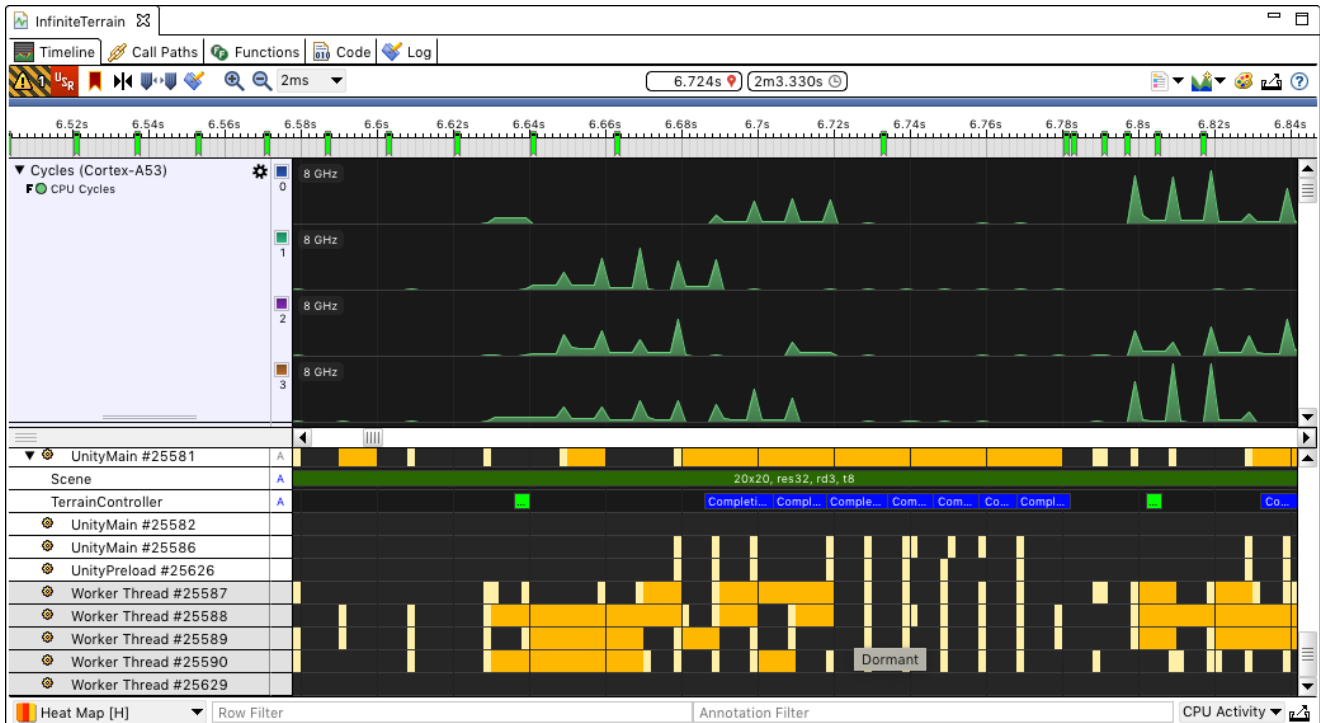 InfiniteTerrain
Timeline Call Paths Functions Code Log
1 USR 2ms 6.724s 2m3.330s
6.52s 6.54s 6.56s 6.58s 6.6s 6.62s 6.64s 6.66s 6.68s 6.7s 6.72s 6.74s 6.76s 6.78s 6.8s 6.82s 6.84s
Cycles (Cortex-A53)
F CPU Cycles
0 8 GHz
1 8 GHz
2 8 GHz
3 8 GHz
UnityMain #25581 A
Scene A 20x20, res32, rd3, t8
TerrainController A ... Completi... Compl... Comple... Com... Com... Co... Compl... ... Co...
UnityMain #25582
UnityMain #25586
UnityPreload #25626
Worker Thread #25587
Worker Thread #25588
Worker Thread #25589
Worker Thread #25590 Dormant
Worker Thread #25629
Heat Map [H] Row Filter Annotation Filter CPU Activity